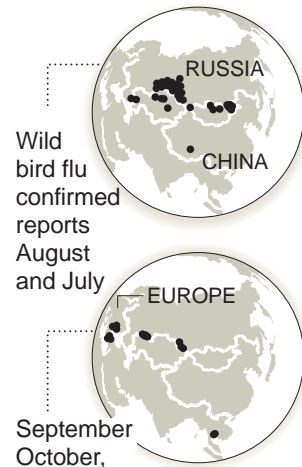 RUSSIA
CHINA
Wild
bird flu
confirmed
reports
August
and July
EUROPE
September
October,